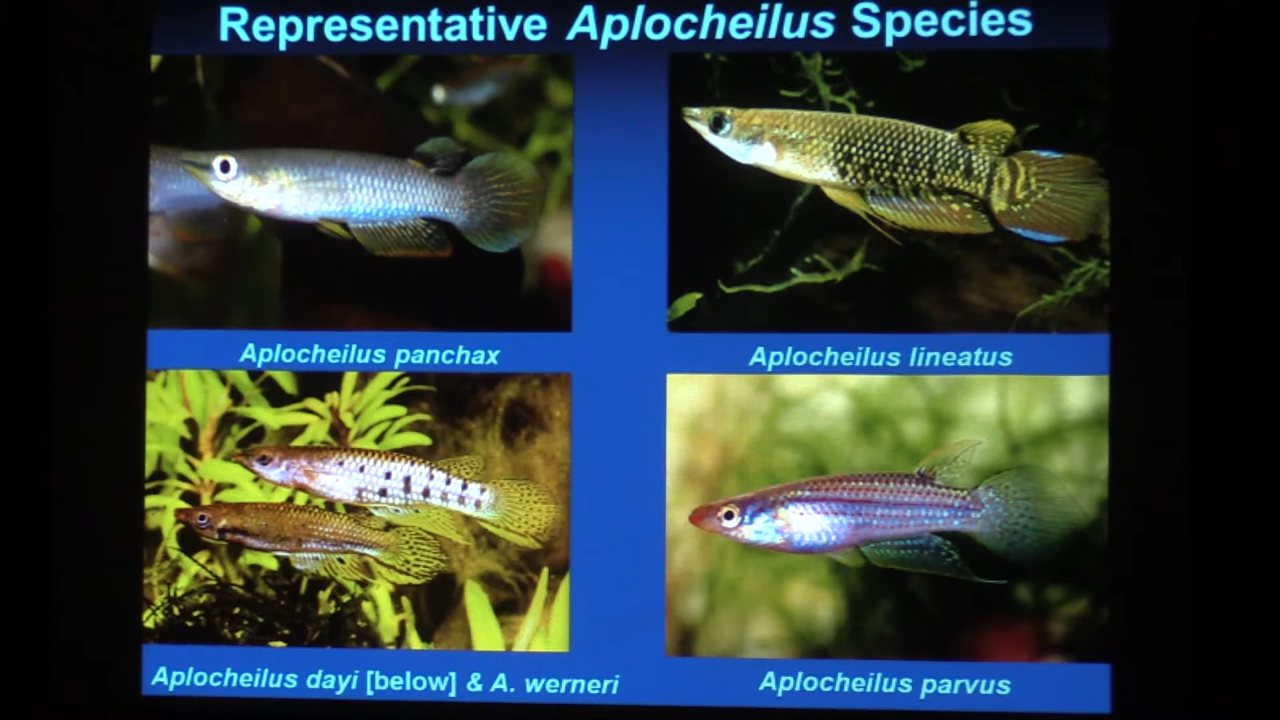 Representative Aplocheilus Species
Aplocheilus panchax
Aplocheilus lineatus
Aplocheilus dayi [below] & A. werneri
Aplocheilus parvus